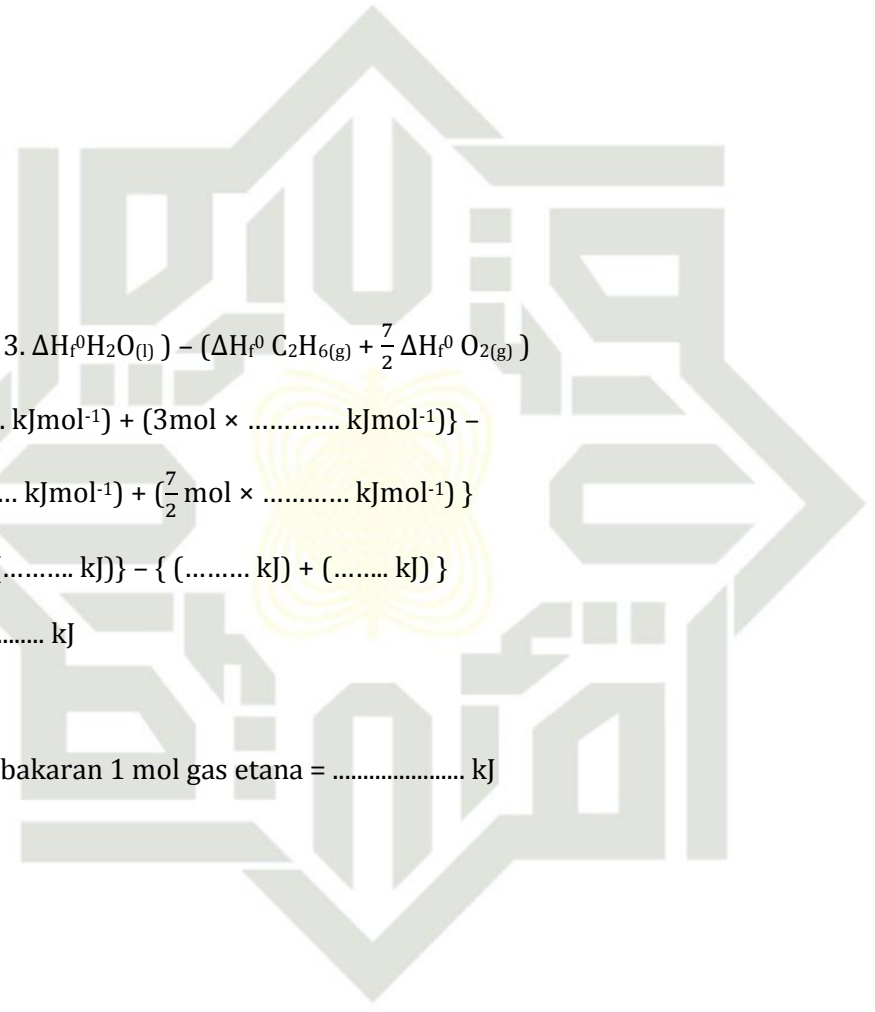 3. ΔHf⁰H₂O(l) ) – (ΔHf⁰ C₂H₆(g) + 7/2 ΔHf⁰ O₂(g) )
. kJmol⁻¹) + (3mol × ............. kJmol⁻¹)} –
... kJmol⁻¹) + (7/2 mol × ............ kJmol⁻¹) }
(.......... kJ)} – { (......... kJ) + (........ kJ) }
........ kJ
bakaran 1 mol gas etana = ...................... kJ